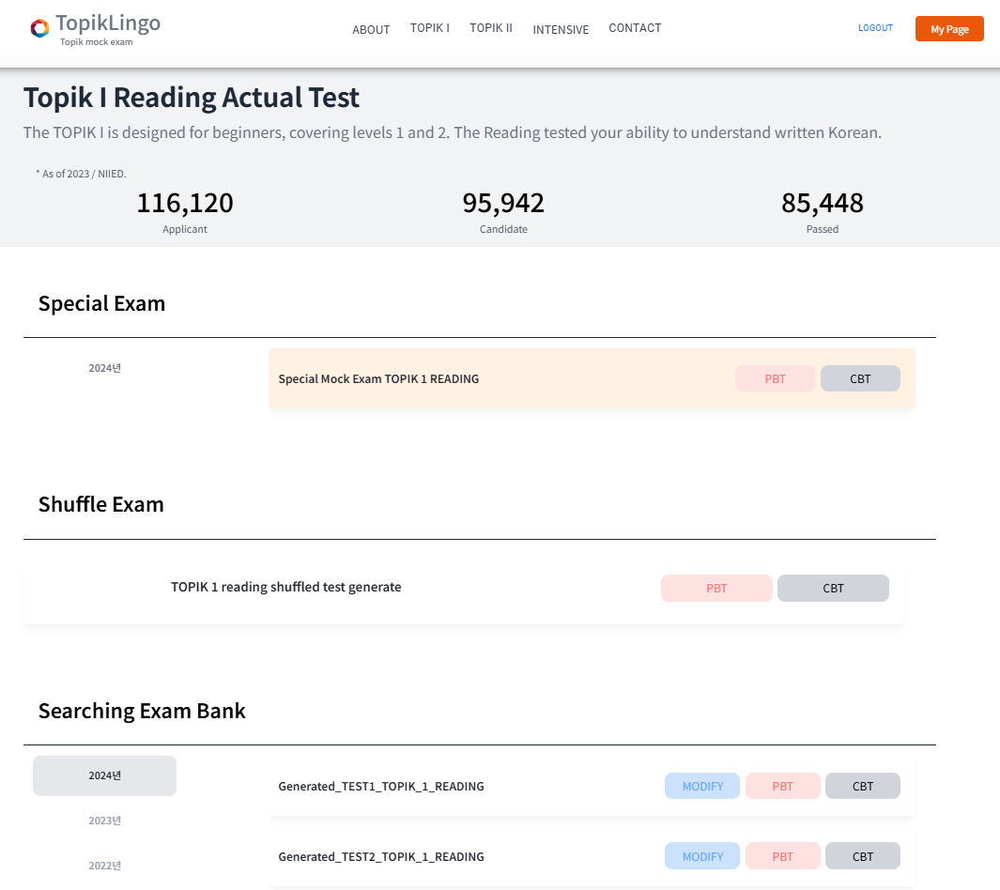 TopikLingo
Topik mock exam
ABOUT TOPIK I TOPIK II INTENSIVE CONTACT
LOGOUT My Page
Topik I Reading Actual Test
The TOPIK I is designed for beginners, covering levels 1 and 2. The Reading tested your ability to understand written Korean.
* As of 2023 / NIIED.
116,120 95,942 85,448
Applicant Candidate Passed
Special Exam
2024년
Special Mock Exam TOPIK 1 READING PBT CBT
Shuffle Exam
TOPIK 1 reading shuffled test generate PBT CBT
Searching Exam Bank
2024년
Generated_TEST1_TOPIK_1_READING MODIFY PBT CBT
2023년
Generated_TEST2_TOPIK_1_READING MODIFY PBT CBT
2022년